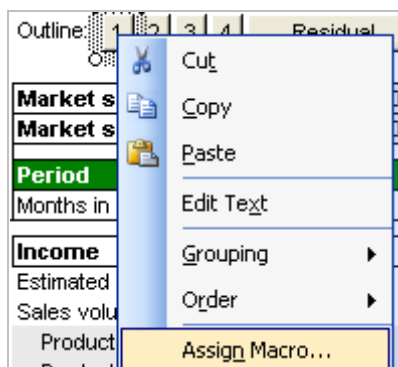 Outline: 1 2 3 4 Residual
Cut
Market s
Copy
Market s
Paste
Period
Months in
Edit Text
Income
Grouping
Estimated
Order
Sales volu
Product
Assign Macro...